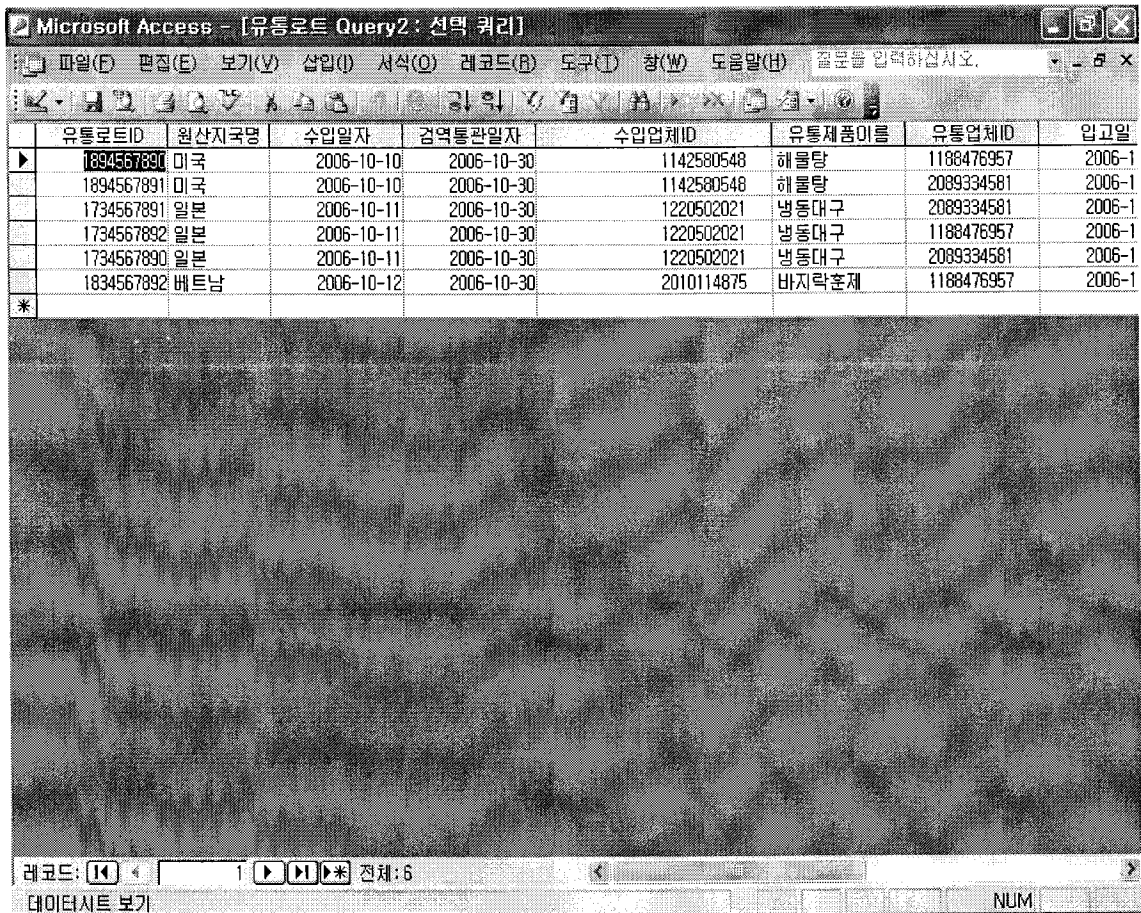 Microsoft Access - [유통로트 Query2 : 선택 쿼리]
파일(F) 편집(E) 보기(V) 삽입(I) 서식(O) 레코드(R) 도구(T) 창(W) 도움말(H) 질문을 입력하십시오.
유통로트ID 원산지국명 수입일자 검역통관일자 수입업체ID 유통제품이름 유통업체ID 입고일
1894567890 미국 2006-10-10 2006-10-30 1142580548 해물탕 1188476957 2006-1
1894567891 미국 2006-10-10 2006-10-30 1142580548 해물탕 2089334581 2006-1
1734567891 일본 2006-10-11 2006-10-30 1220502021 냉동대구 2089334581 2006-1
1734567892 일본 2006-10-11 2006-10-30 1220502021 냉동대구 1188476957 2006-1
1734567890 일본 2006-10-11 2006-10-30 1220502021 냉동대구 2089334581 2006-1
1834567892 베트남 2006-10-12 2006-10-30 2010114875 바지락훈제 1188476957 2006-1
레코드: 1 전체: 6
데이터시트 보기 NUM